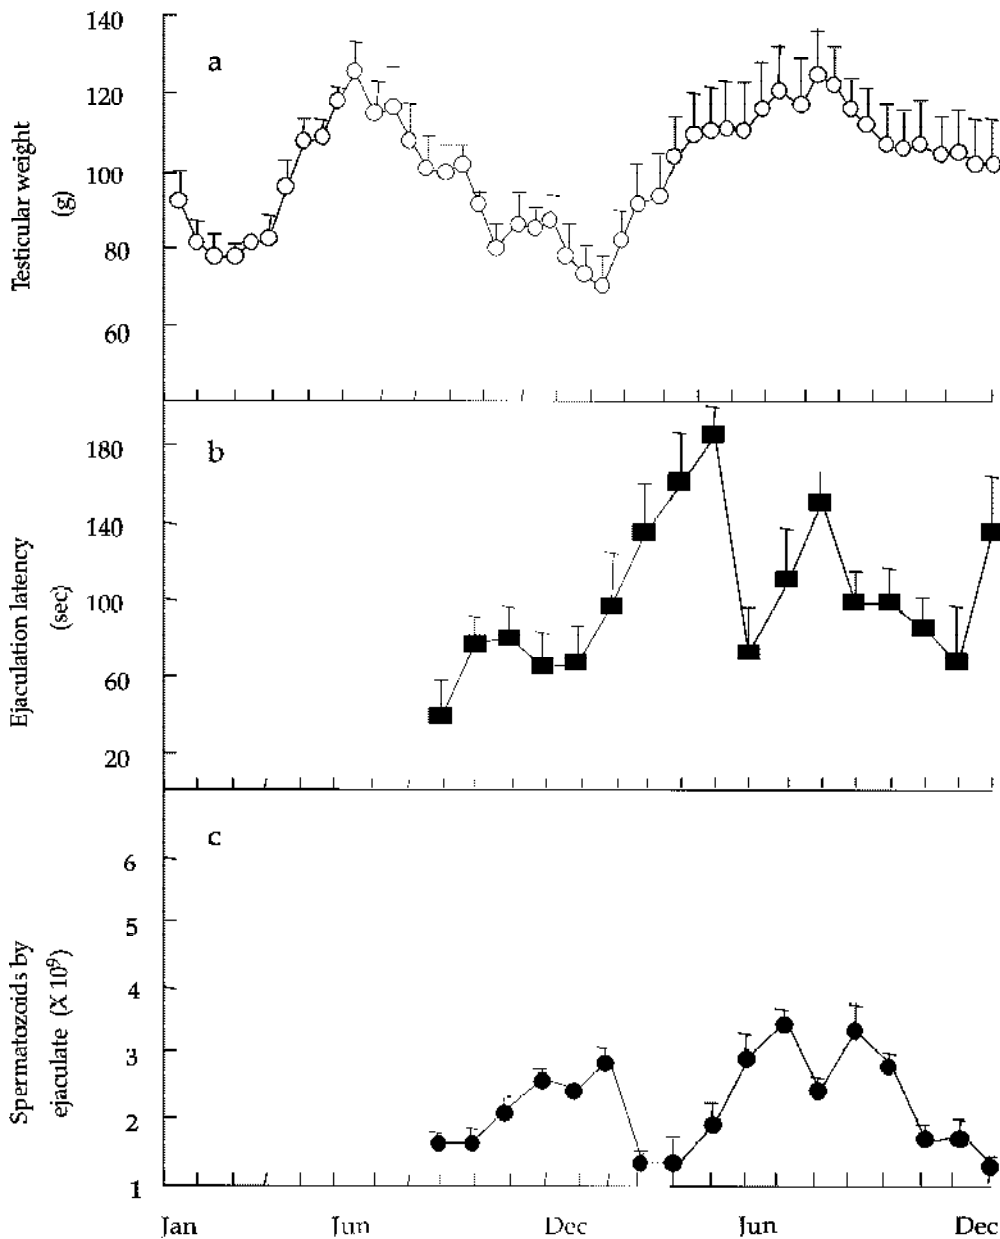 a
140
120
100
80
60
Testicular weight
(g)
b
180
140
100
60
20
Ejaculation latency
(sec)
c
6
5
4
3
2
1
Spermatozoids by
ejaculate (X 10⁹)
Jan Jun Dec Jun Dec